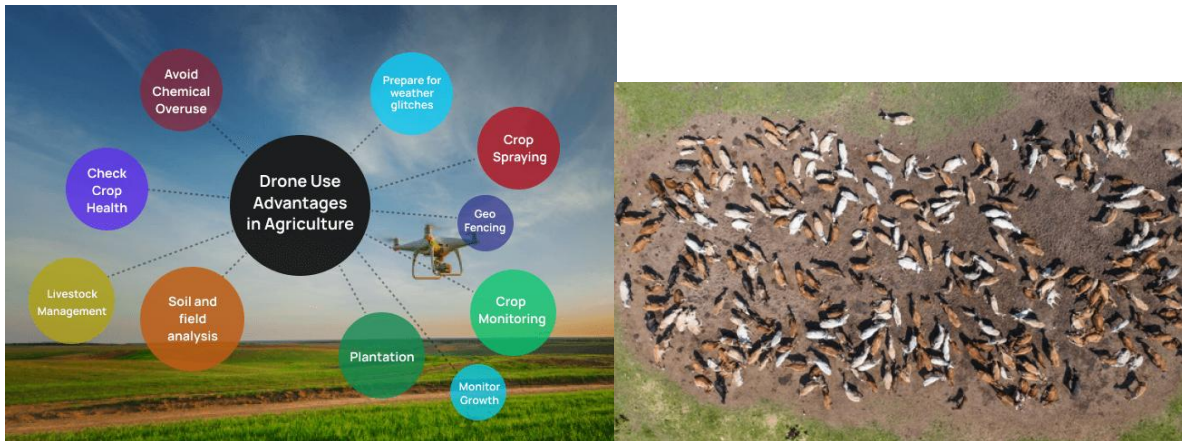 Avoid
Chemical
Overuse
Prepare for
weather
glitches
Crop
Spraying
Check
Crop
Health
Drone Use
Advantages
in Agriculture
Geo
Fencing
Livestock
Management
Soil and
field
analysis
Crop
Monitoring
Plantation
Monitor
Growth